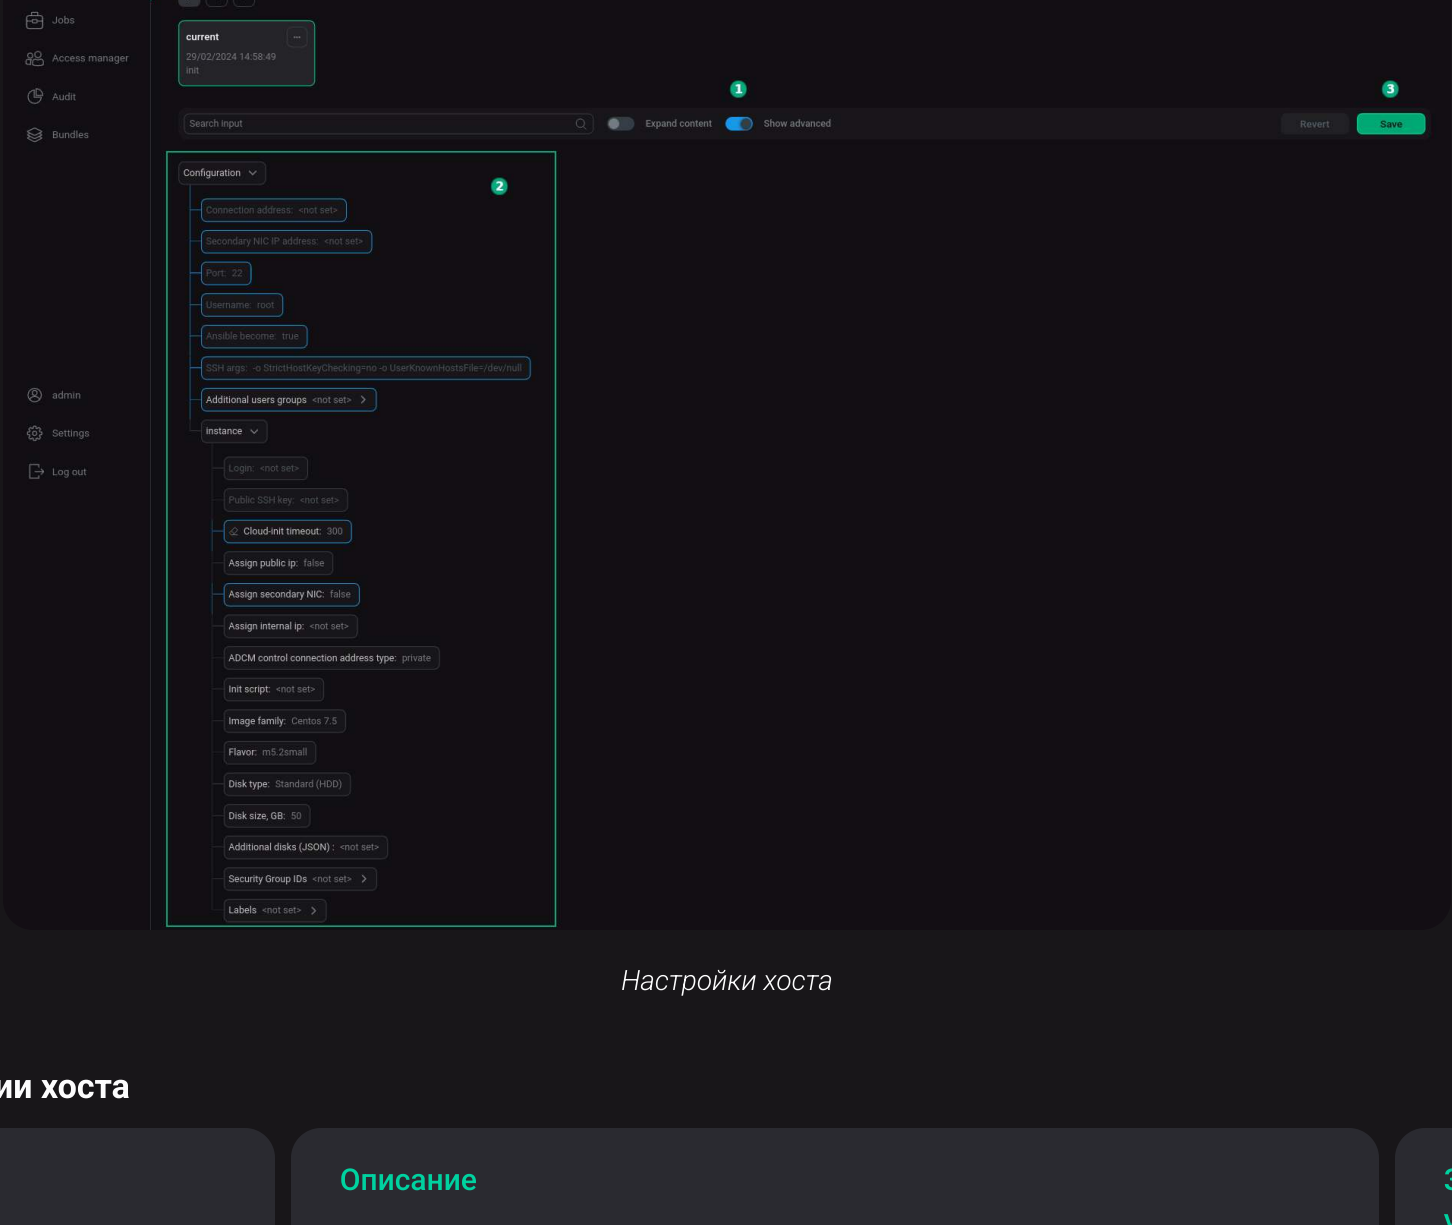 Jobs
Access manager
Audit
Bundles
admin
Settings
Log out
current
29/02/2024 14:58:49
init
1
3
Search input
Expand content
Show advanced
Revert
Save
2
Configuration
Connection address: <not set>
Secondary NIC IP address: <not set>
Port: 22
Username: root
Ansible become: true
SSH args: -o StrictHostKeyChecking=no -o UserKnownHostsFile=/dev/null
Additional users groups <not set>
instance
Login: <not set>
Public SSH key: <not set>
Cloud-init timeout: 300
Assign public ip: false
Assign secondary NIC: false
Assign internal ip: <not set>
ADCM control connection address type: private
Init script: <not set>
Image family: Centos 7.5
Flavor: m5.2small
Disk type: Standard (HDD)
Disk size, GB: 50
Additional disks (JSON) : <not set>
Security Group IDs <not set>
Labels <not set>
Настройки хоста
ии хоста
Описание